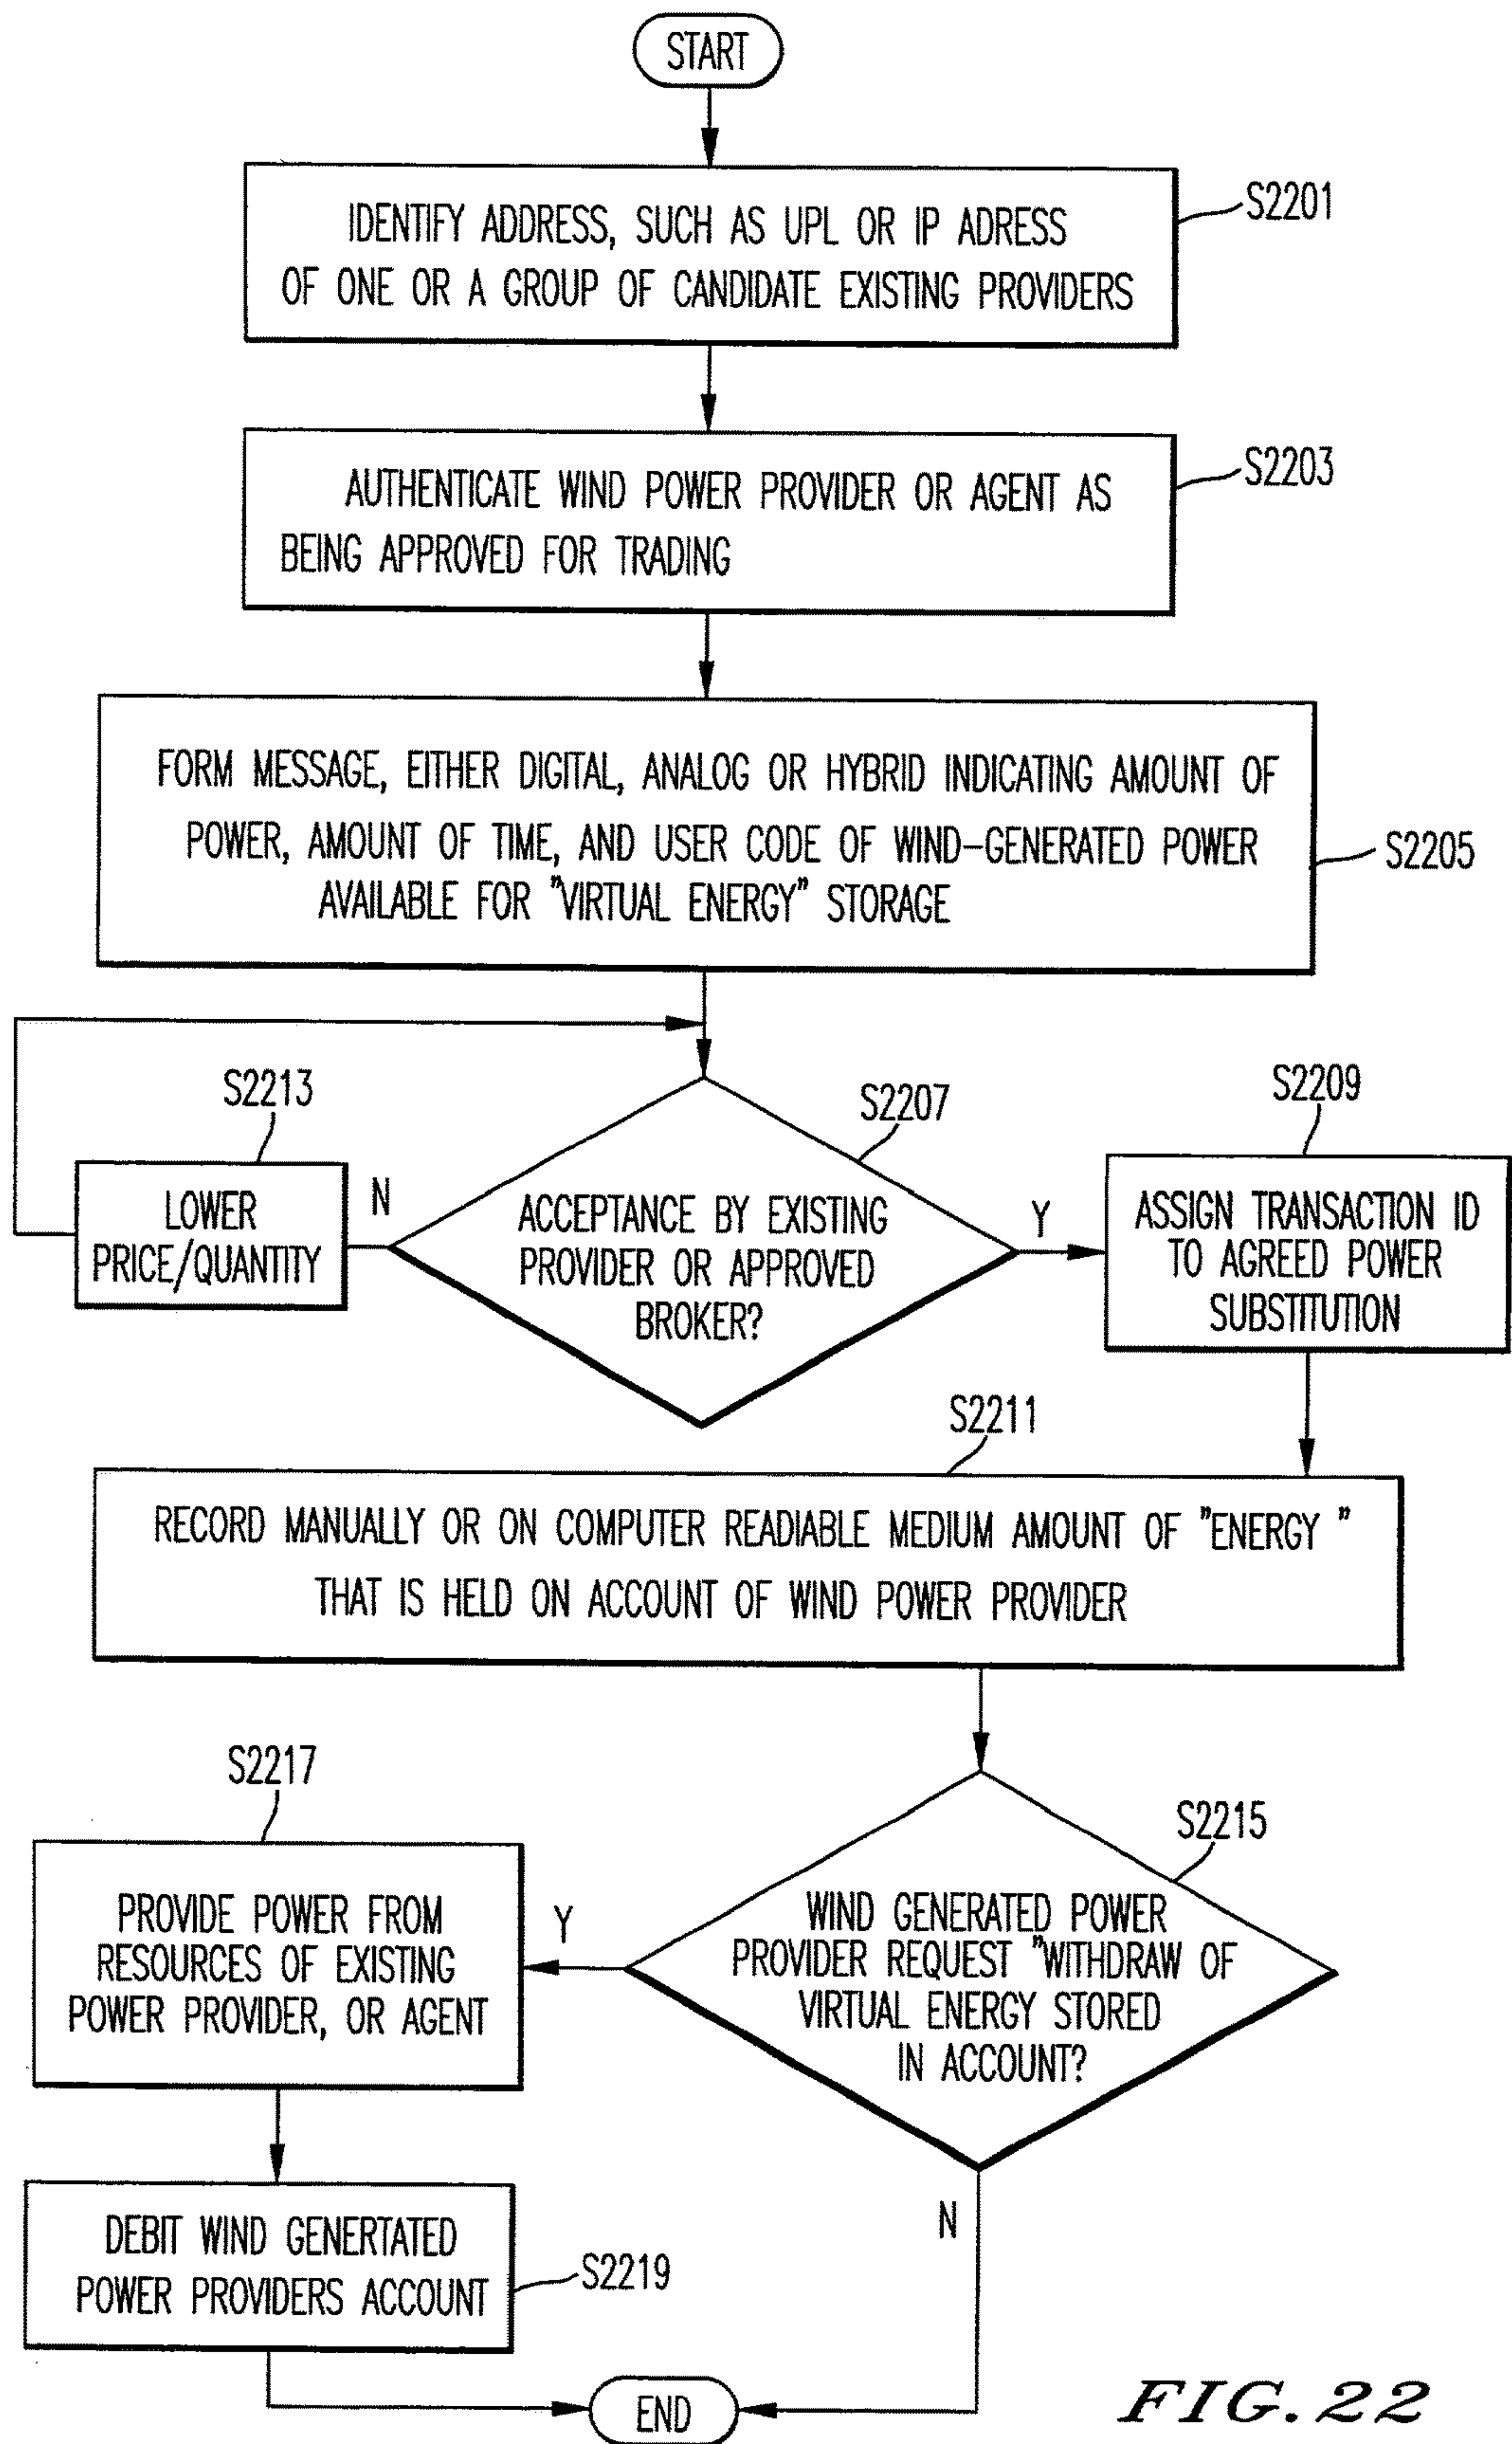 START
S2201
IDENTIFY ADDRESS, SUCH AS UPL OR IP ADRESS
OF ONE OR A GROUP OF CANDIDATE EXISTING PROVIDERS
S2203
AUTHENTICATE WIND POWER PROVIDER OR AGENT AS
BEING APPROVED FOR TRADING
FORM MESSAGE, EITHER DIGITAL, ANALOG OR HYBRID INDICATING AMOUNT OF
POWER, AMOUNT OF TIME, AND USER CODE OF WIND-GENERATED POWER
AVAILABLE FOR "VIRTUAL ENERGY" STORAGE
S2205
S2213
LOWER
PRICE/QUANTITY
N
S2207
ACCEPTANCE BY EXISTING
PROVIDER OR APPROVED
BROKER?
Y
S2209
ASSIGN TRANSACTION ID
TO AGREED POWER
SUBSTITUTION
S2211
RECORD MANUALLY OR ON COMPUTER READIABLE MEDIUM AMOUNT OF "ENERGY "
THAT IS HELD ON ACCOUNT OF WIND POWER PROVIDER
S2215
WIND GENERATED POWER
PROVIDER REQUEST "WITHDRAW OF
VIRTUAL ENERGY STORED
IN ACCOUNT?
Y
S2217
PROVIDE POWER FROM
RESOURCES OF EXISTING
POWER PROVIDER, OR AGENT
DEBIT WIND GENERTATED
POWER PROVIDERS ACCOUNT
S2219
N
END
FIG. 22